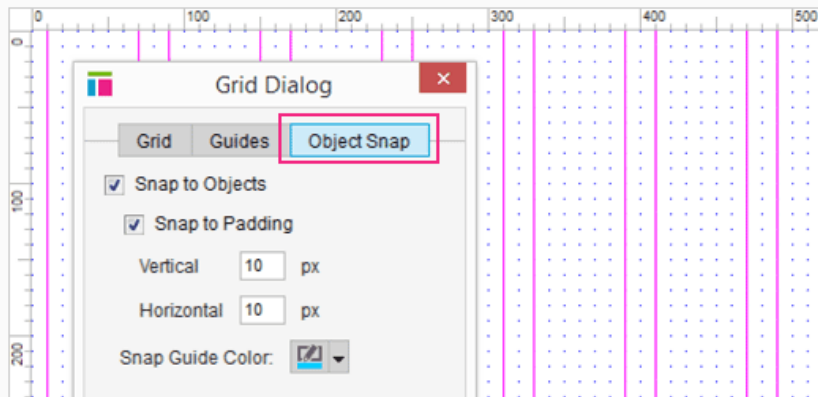 0 100 200 300 400 500
0
Grid Dialog
Grid Guides Object Snap
Snap to Objects
100
Snap to Padding
Vertical 10 px
Horizontal 10 px
200
Snap Guide Color: